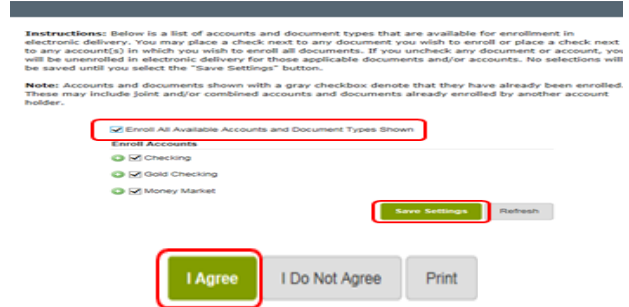 Instructions: Below is a list of accounts and document types that are available for enrollment in
electronic delivery. You may place a check next to any document you wish to enroll or place a check next
to any account(s) in which you wish to enroll all documents. If you uncheck any document or account, you
will be unenrolled in electronic delivery for those applicable documents and/or accounts. No selections will
be saved until you select the "Save Settings" button.
Note: Accounts and documents shown with a gray checkbox denote that they have already been enrolled.
These may include joint and/or combined accounts and documents already enrolled by another account
holder.
Enroll All Available Accounts and Document Types Shown
Enroll Accounts
Checking
Gold Checking
Money Market
Save Settings Refresh
I Agree I Do Not Agree Print